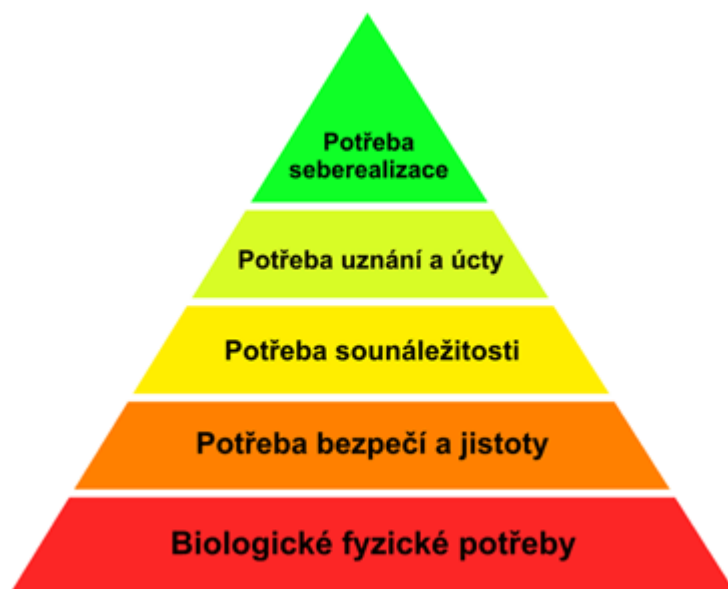 Potřeba
seberealizace
Potřeba uznání a úcty
Potřeba sounáležitosti
Potřeba bezpečí a jistoty
Biologické fyzické potřeby